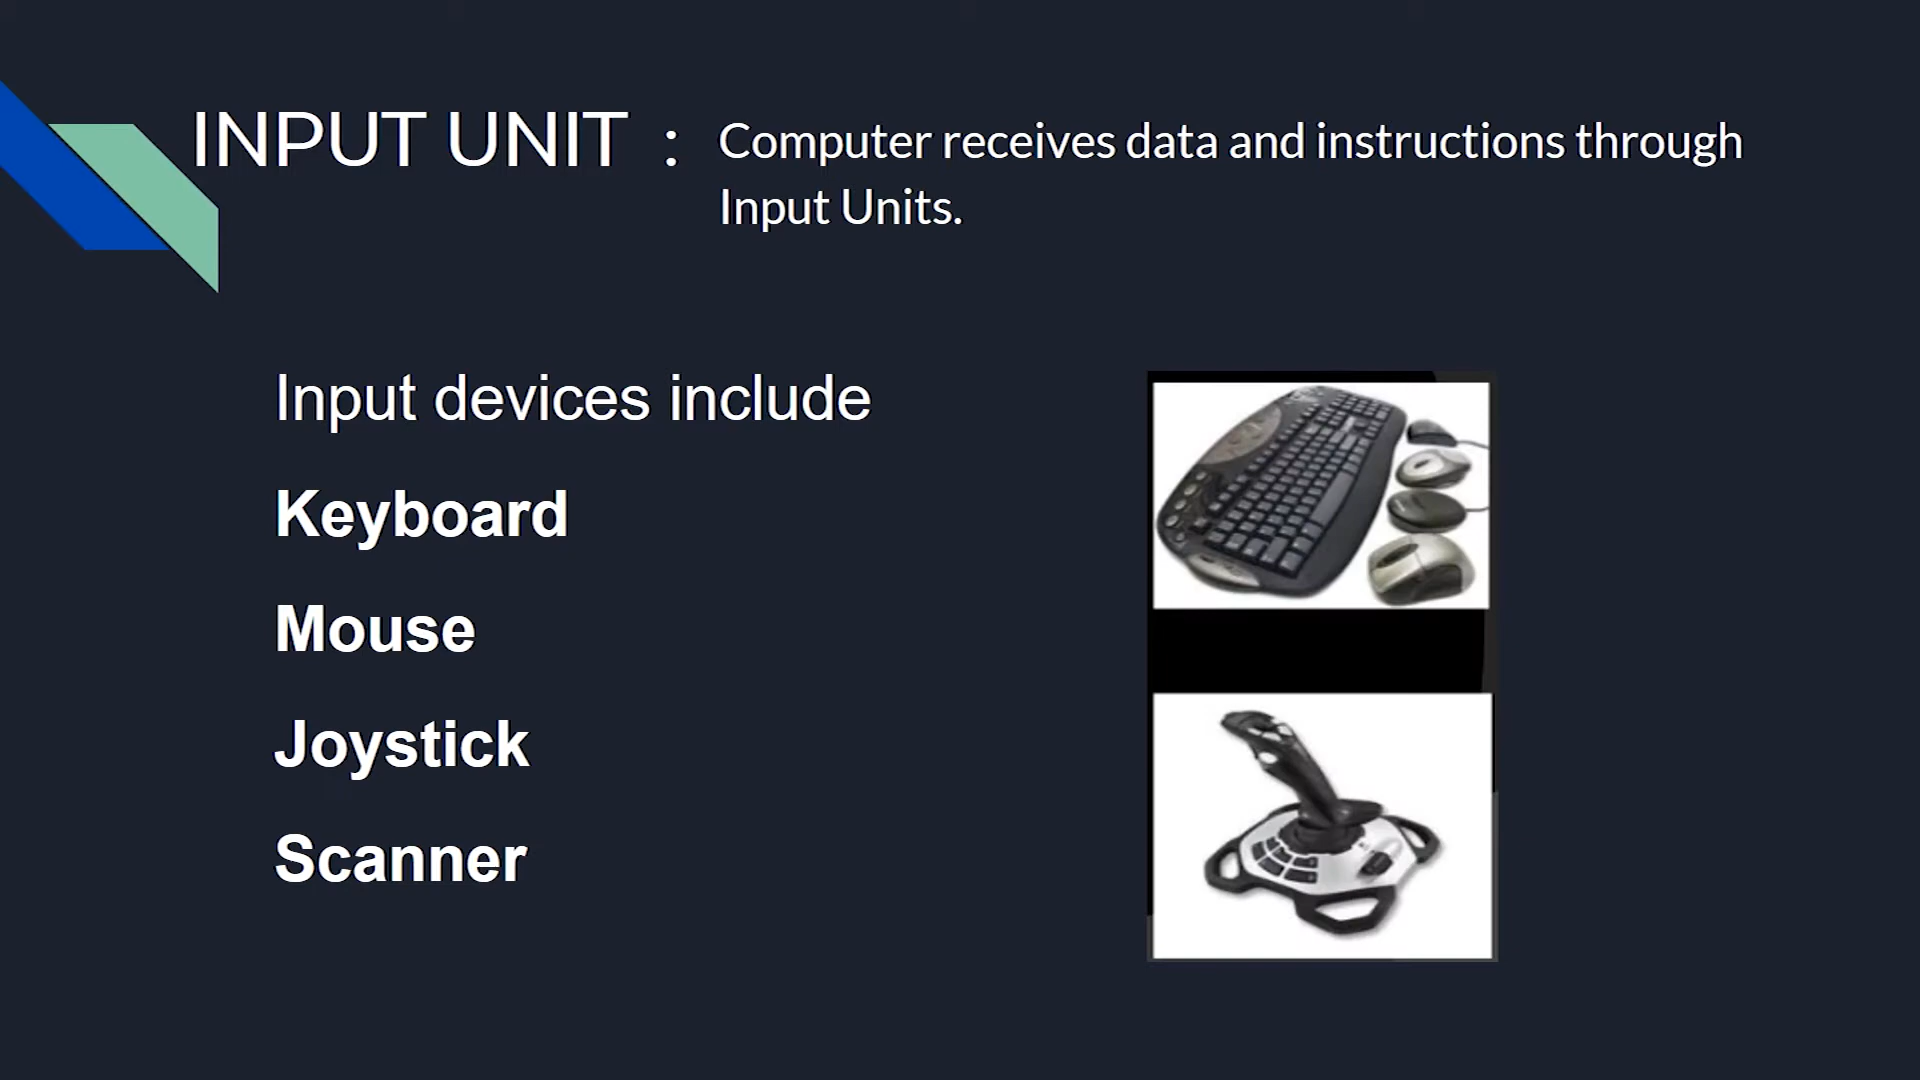 INPUT UNIT : Computer receives data and instructions through
Input Units.
Input devices include
Keyboard
Mouse
Joystick
Scanner